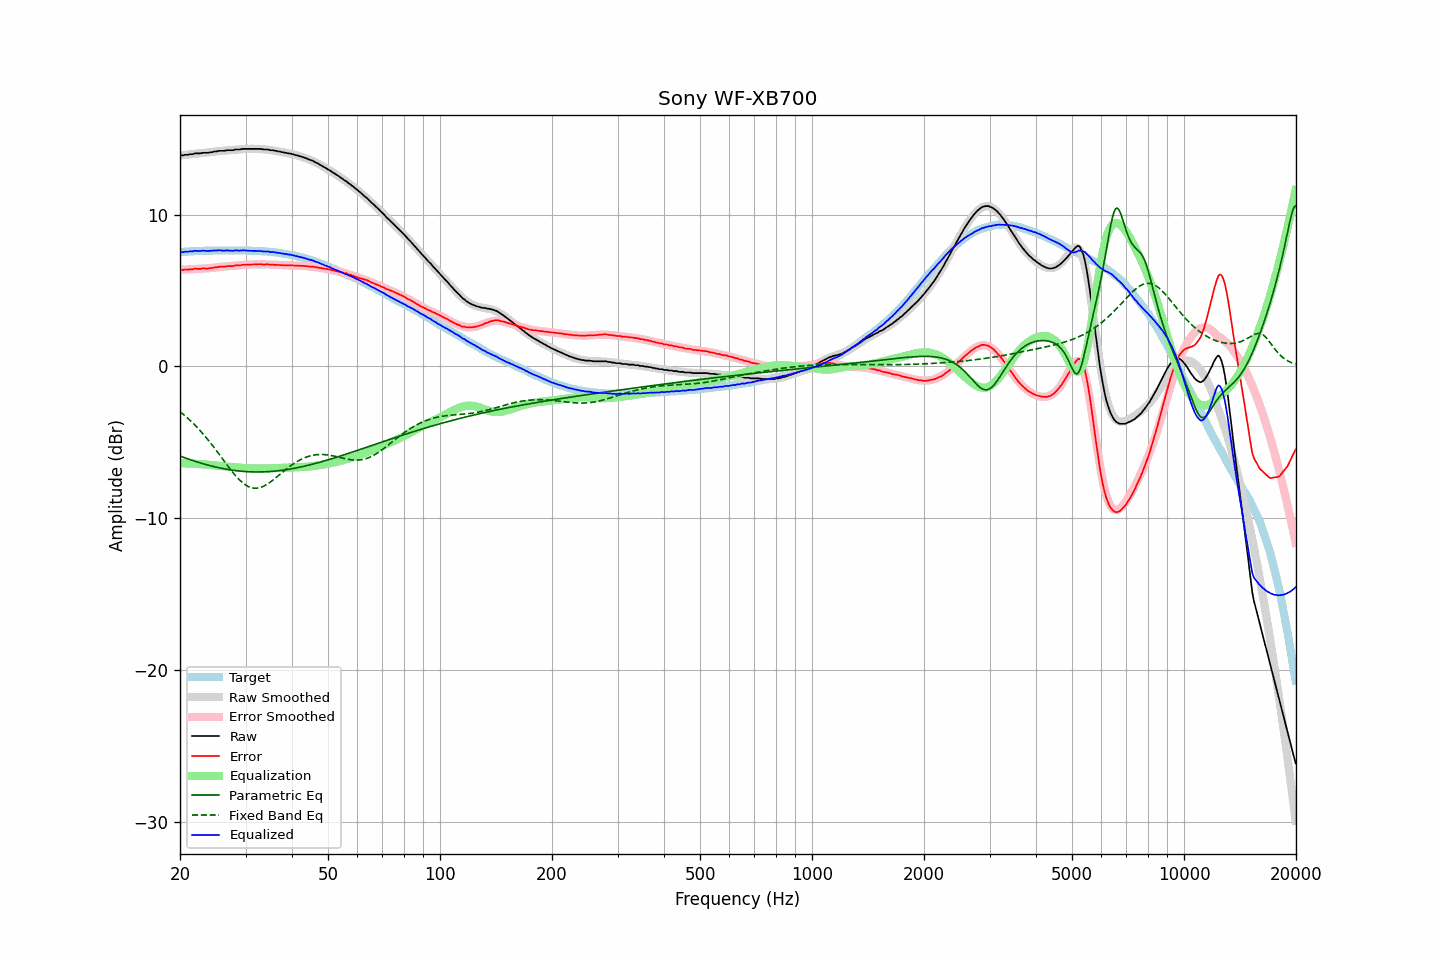 Sony WF-XB700
Amplitude (dBr)
10
0
−10
−20
−30
Target
Raw Smoothed
Error Smoothed
Raw
Error
Equalization
Parametric Eq
Fixed Band Eq
Equalized
20 50 100 200 500 1000 2000 5000 10000 20000
Frequency (Hz)